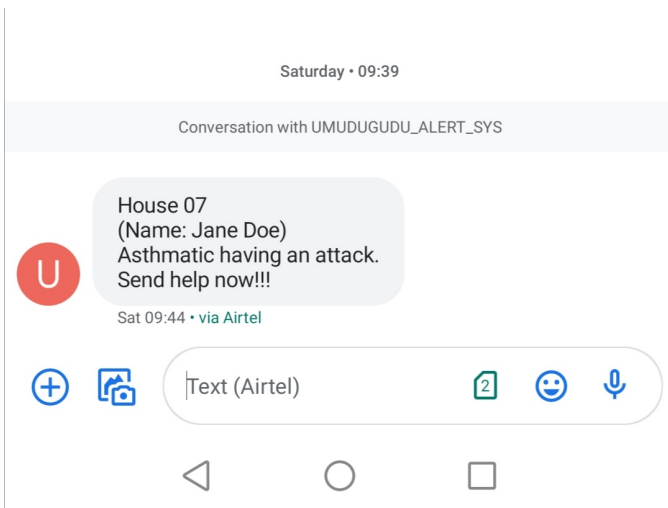 Saturday • 09:39
Conversation with UMUDUGUDU_ALERT_SYS
House 07
(Name: Jane Doe)
Asthmatic having an attack.
Send help now!!!
U
Sat 09:44 • via Airtel
Text (Airtel)
2